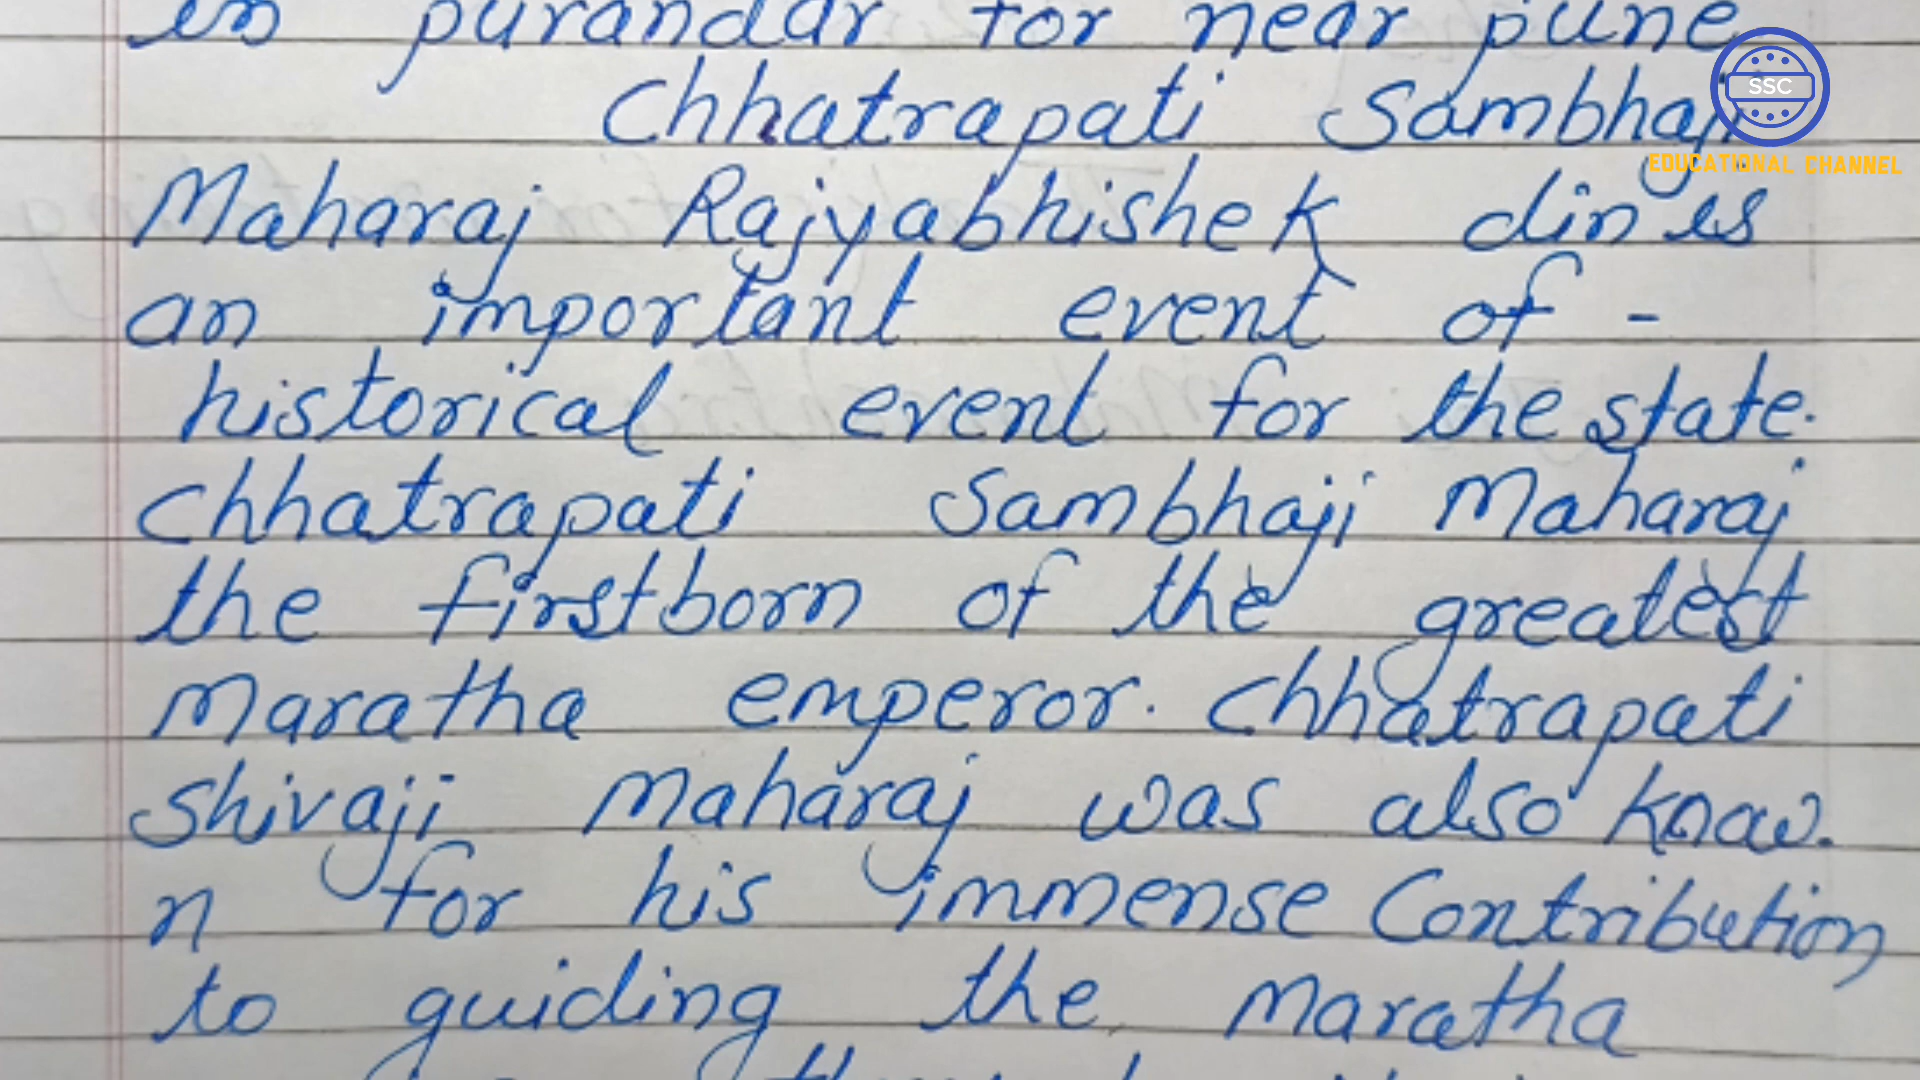 in purandar for near pune
Chhatrapati Sambhaji
Maharaj Rajyabhishek din is
an important event of -
historical event for the state.
Chhatrapati Sambhaji Maharaj
the firstborn of the greatest
Maratha emperor. Chhatrapati
Shivaji Maharaj was also know.
n for his immense Contribution
to guiding the Maratha
SSC
EDUCATIONAL CHANNEL